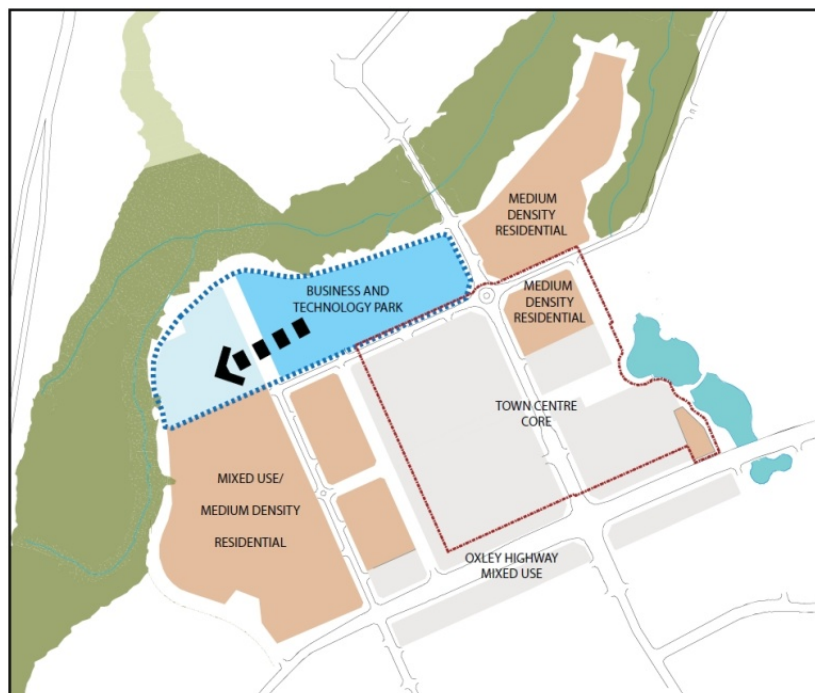 MEDIUM
DENSITY
RESIDENTIAL
BUSINESS AND
TECHNOLOGY PARK
MEDIUM
DENSITY
RESIDENTIAL
TOWN CENTRE
CORE
MIXED USE/
MEDIUM DENSITY
RESIDENTIAL
OXLEY HIGHWAY
MIXED USE